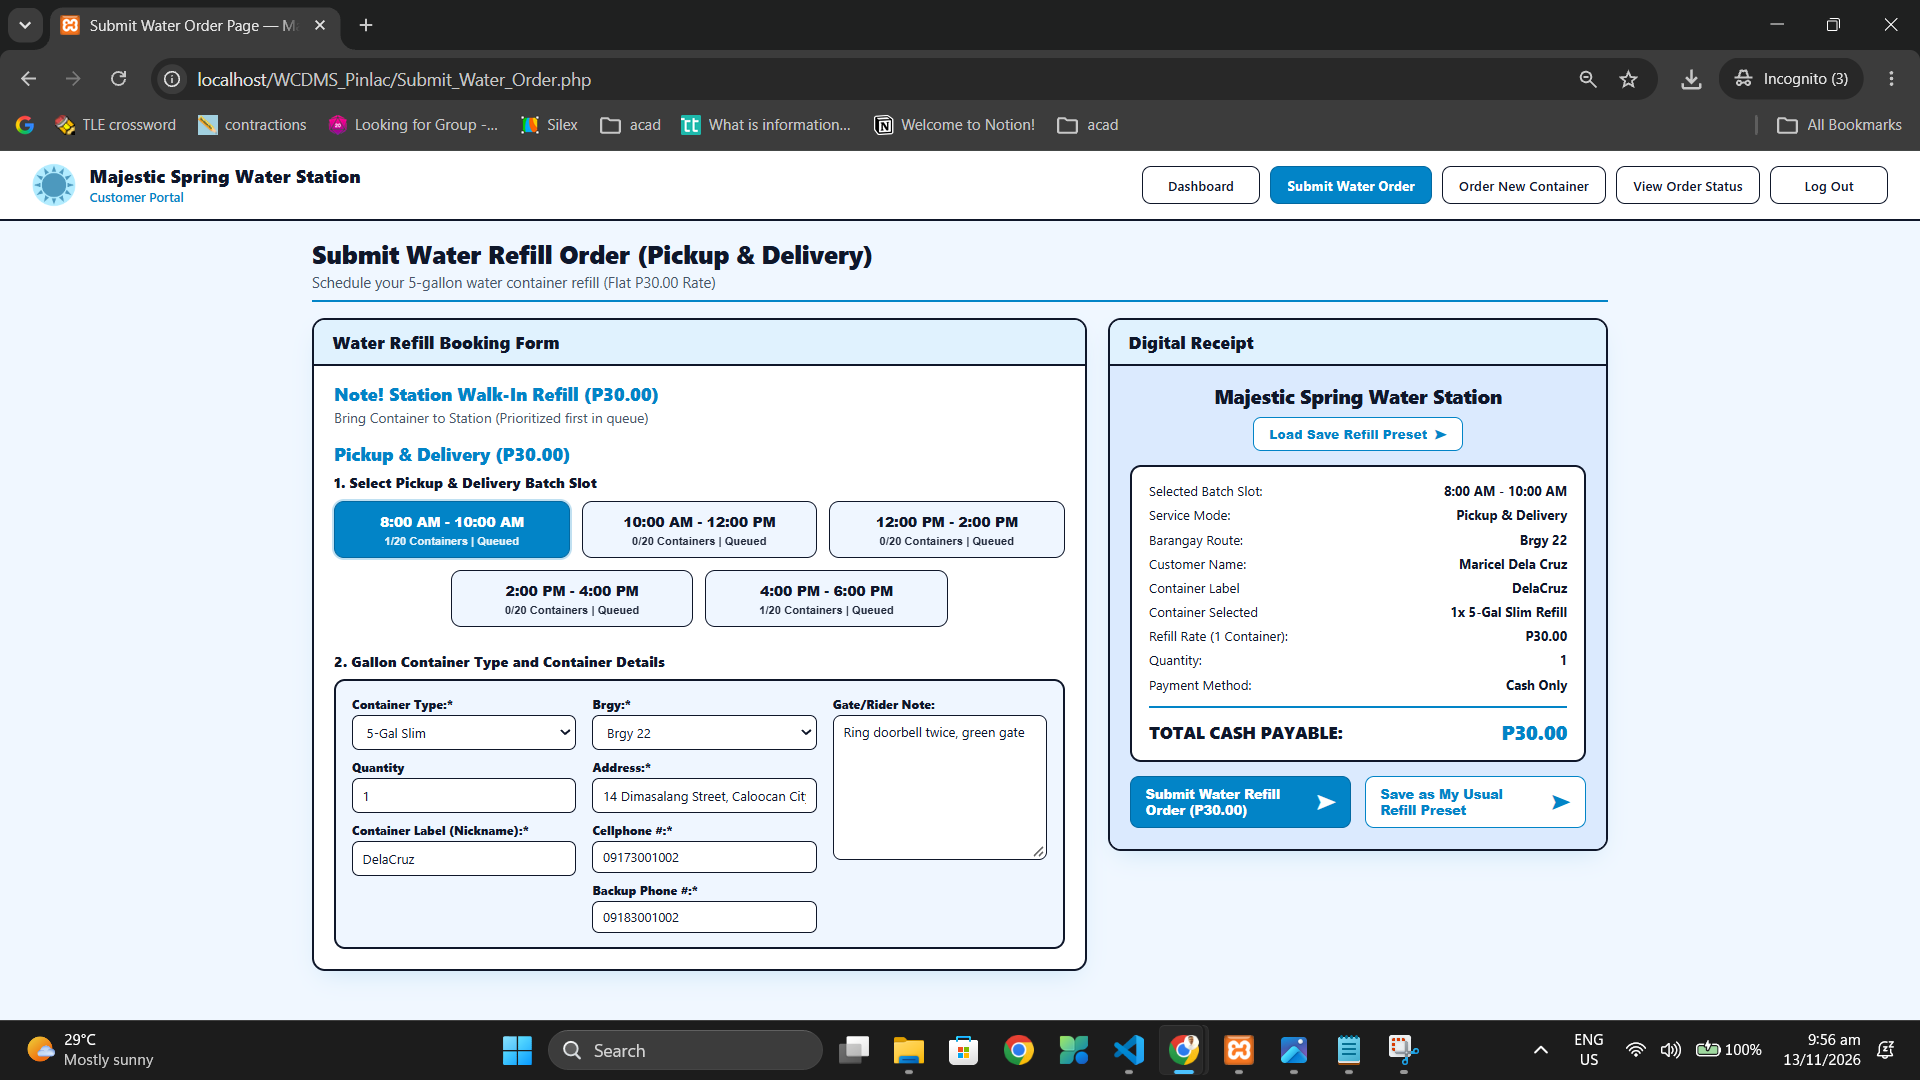 Submit Water Order Page — Ma
localhost/WCDMS_Pinlac/Submit_Water_Order.php
Incognito (3)
TLE crossword
contractions
Looking for Group -...
Silex
acad
What is information...
Welcome to Notion!
acad
All Bookmarks
Majestic Spring Water Station
Customer Portal
Dashboard
Submit Water Order
Order New Container
View Order Status
Log Out
Submit Water Refill Order (Pickup & Delivery)
Schedule your 5-gallon water container refill (Flat P30.00 Rate)
Water Refill Booking Form
Note! Station Walk-In Refill (P30.00)
Bring Container to Station (Prioritized first in queue)
Pickup & Delivery (P30.00)
1. Select Pickup & Delivery Batch Slot
8:00 AM - 10:00 AM
1/20 Containers | Queued
10:00 AM - 12:00 PM
0/20 Containers | Queued
12:00 PM - 2:00 PM
0/20 Containers | Queued
2:00 PM - 4:00 PM
0/20 Containers | Queued
4:00 PM - 6:00 PM
1/20 Containers | Queued
2. Gallon Container Type and Container Details
Container Type:*
5-Gal Slim
Quantity
1
Container Label (Nickname):*
DelaCruz
Brgy:*
Brgy 22
Address:*
14 Dimasalang Street, Caloocan Cit
Cellphone #:*
09173001002
Backup Phone #:*
09183001002
Gate/Rider Note:
Ring doorbell twice, green gate
Digital Receipt
Majestic Spring Water Station
Load Save Refill Preset ➤
Selected Batch Slot: 8:00 AM - 10:00 AM
Service Mode: Pickup & Delivery
Barangay Route: Brgy 22
Customer Name: Maricel Dela Cruz
Container Label DelaCruz
Container Selected 1x 5-Gal Slim Refill
Refill Rate (1 Container): P30.00
Quantity: 1
Payment Method: Cash Only
TOTAL CASH PAYABLE: P30.00
Submit Water Refill
Order (P30.00) ➤
Save as My Usual
Refill Preset ➤
29°C
Mostly sunny
Search
ENG
US
100%
9:56 am
13/11/2026